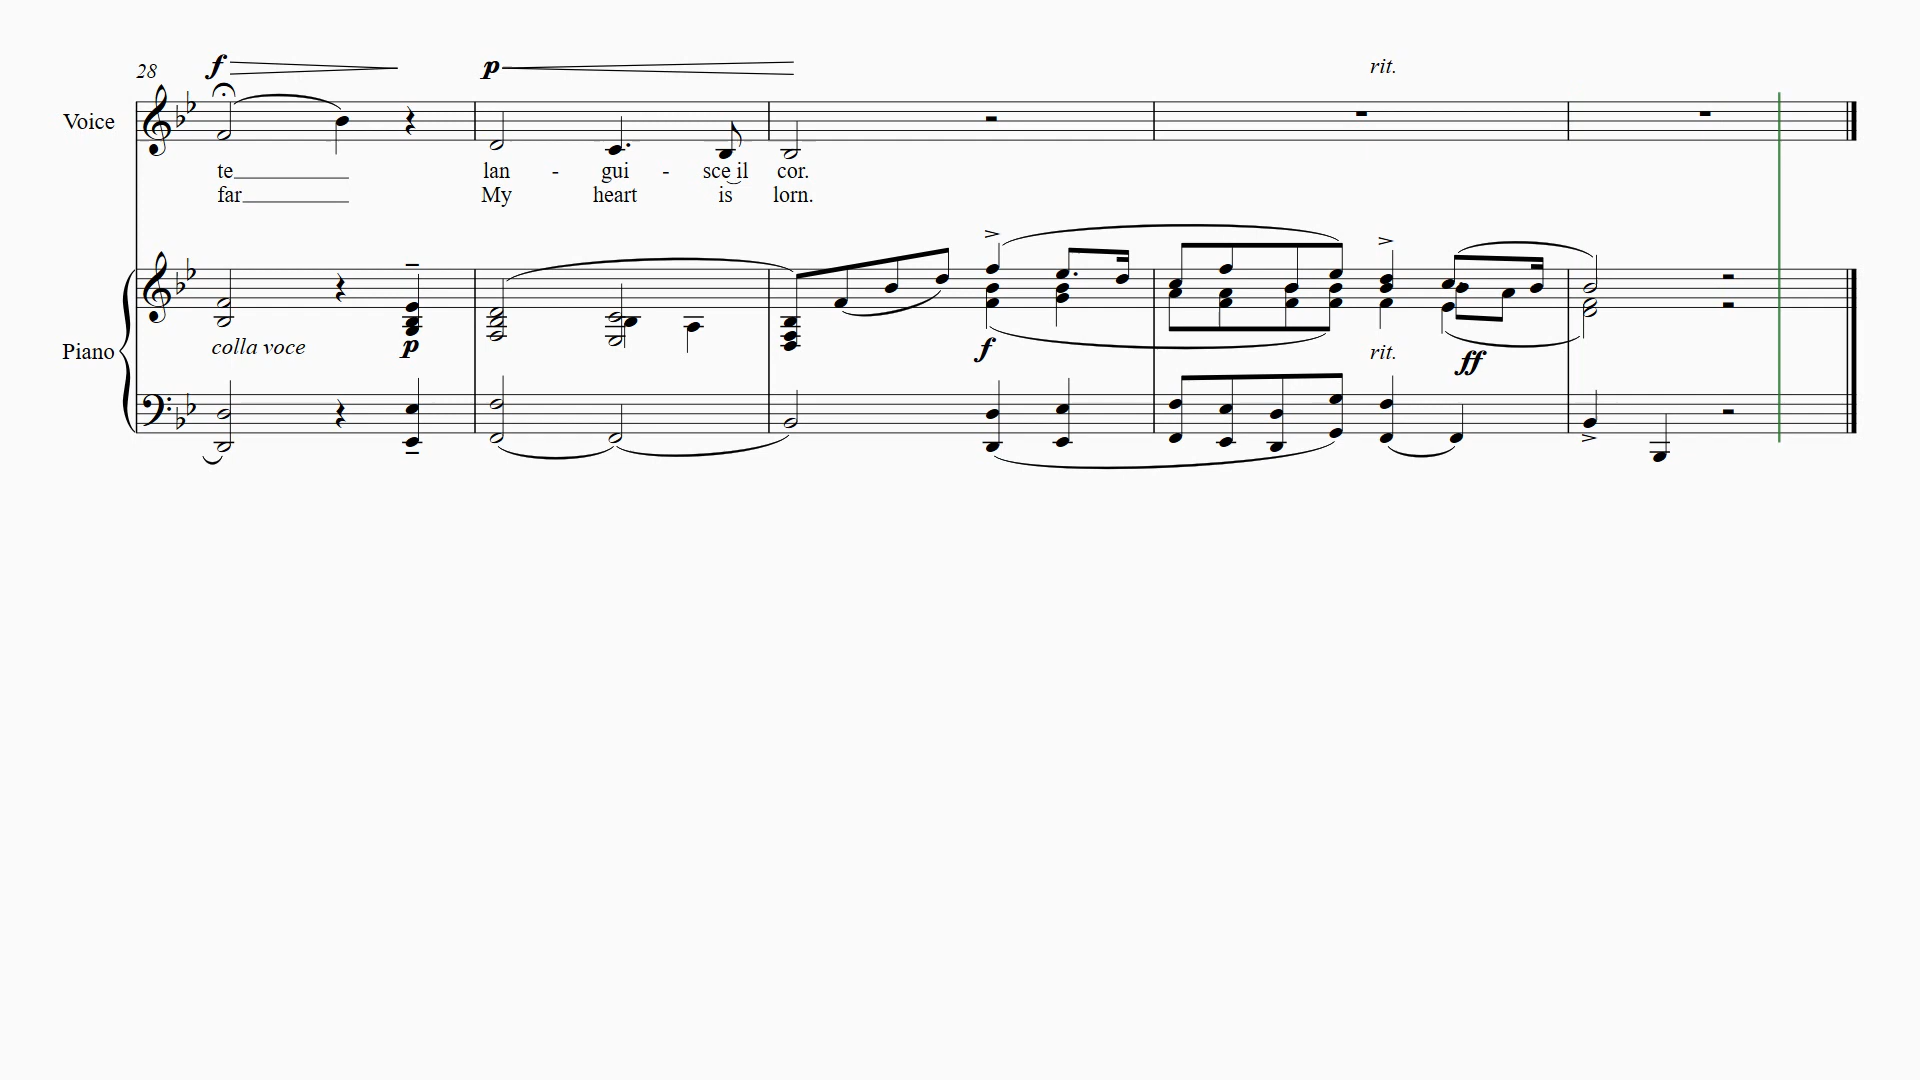 f p rit.
28
Voice
te lan - gui - sce il cor.
far My heart is lorn.
Piano colla voce p f rit. ff